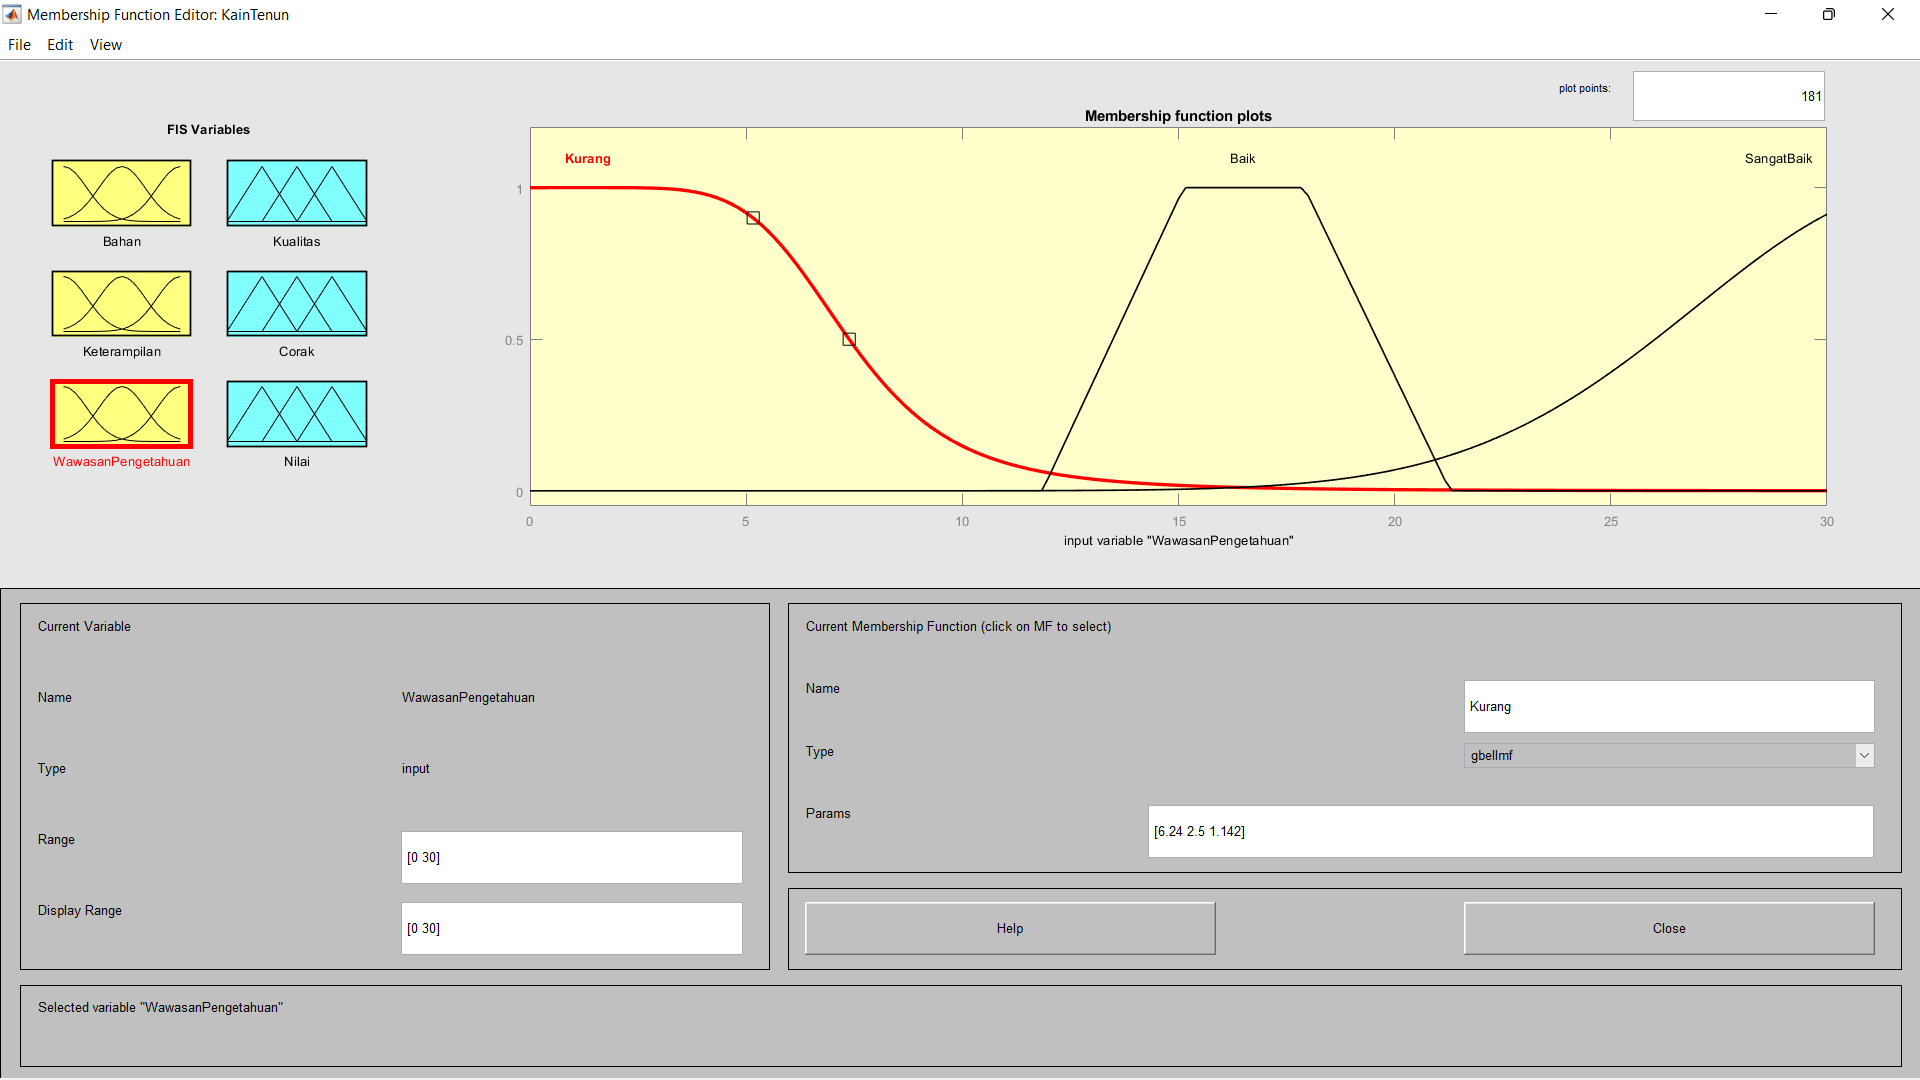 Membership Function Editor: KainTenun
File Edit View
plot points: 181
FIS Variables
Membership function plots
Bahan Kualitas
Keterampilan Corak
WawasanPengetahuan Nilai
Kurang Baik SangatBaik
1
0.5
0
0 5 10 15 20 25 30
input variable "WawasanPengetahuan"
Current Variable
Name WawasanPengetahuan
Type input
Range [0 30]
Display Range [0 30]
Current Membership Function (click on MF to select)
Name Kurang
Type gbellmf
Params [6.24 2.5 1.142]
Help Close
Selected variable "WawasanPengetahuan"